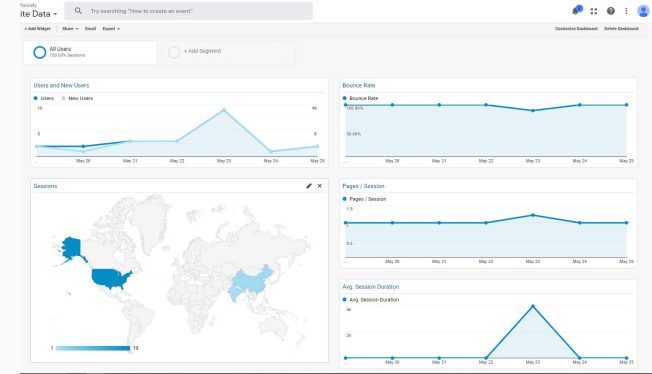 Society
ite Data
Try searching "How to create an event"
+ Add Widget Share Email Export
Customize Dashboard Delete Dashboard
All Users
100.00% Sessions
+ Add Segment
Users and New Users
Users New Users
10 10
5
May 20 May 21 May 22 May 23 May 24 May 25
Bounce Rate
Bounce Rate
100.00%
50.00%
May 20 May 21 May 22 May 23 May 24 May 25
Sessions
1
Pages / Session
Pages / Session
1
May 20 May 21 May 22 May 23 May 24 May 25
Avg. Session Duration
Avg. Session Duration
May 20 May 21 May 22 May 23 May 24 May 25